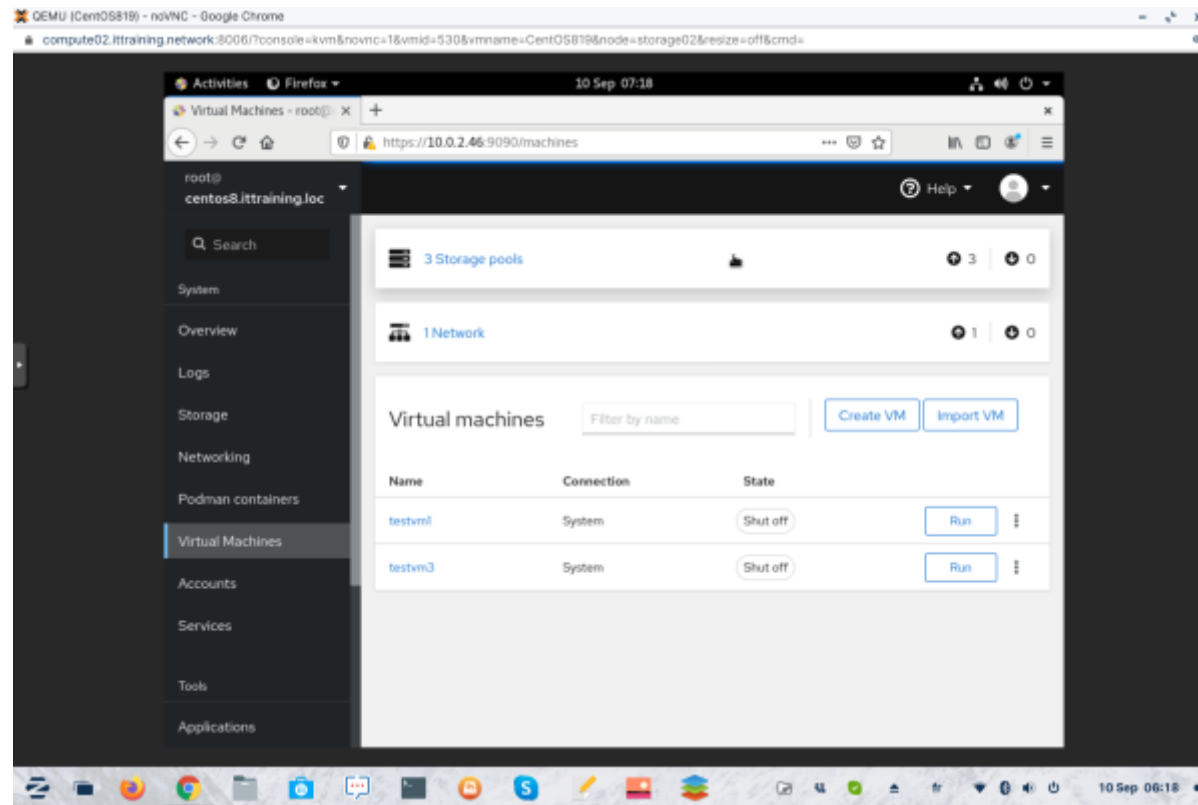 QEMU (CentOS819) - noVNC - Google Chrome
compute02.ittraining.network:8006/?console=kvm&novnc=1&vmid=530&vmname=CentOS819&node=storage02&resize=off&cmd=
Activities Firefox 10 Sep 07:18
Virtual Machines - root@
https://10.0.2.46:9090/machines
root@
centos8.ittraining.loc
Help
Search
3 Storage pools 3 0
System
Overview
1 Network 1 0
Logs
Storage
Virtual machines Filter by name Create VM Import VM
Networking
Name Connection State
Podman containers
testvm1 System Shut off Run
Virtual Machines
testvm3 System Shut off Run
Accounts
Services
Tools
Applications
fr 10 Sep 06:18